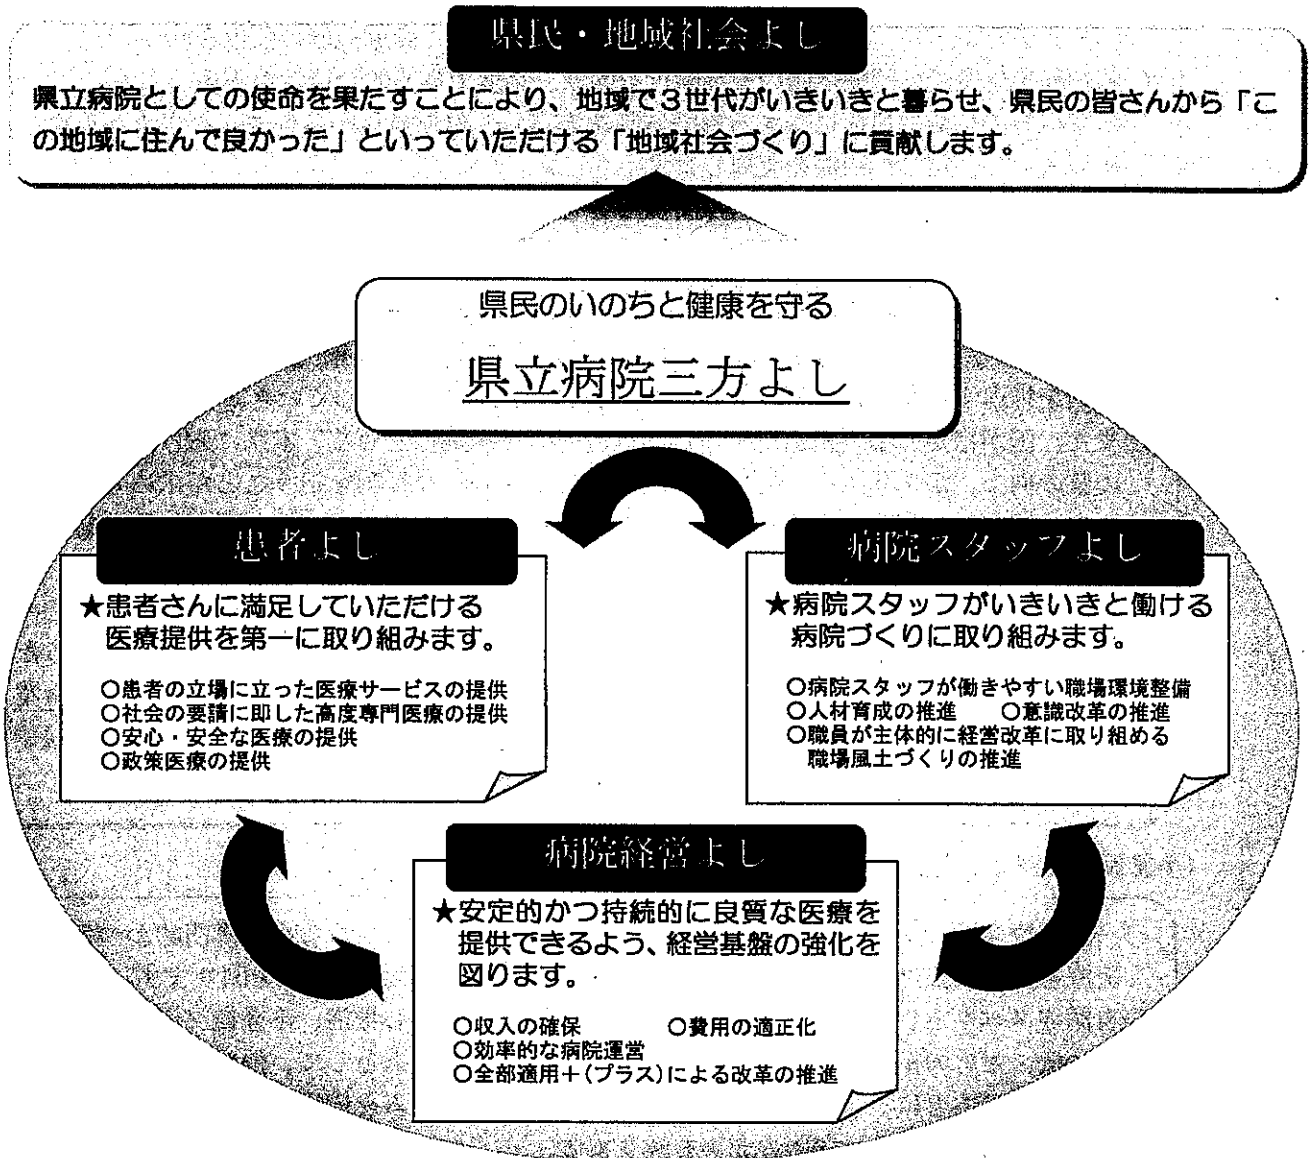 県民・地域社会よし
県立病院としての使命を果たすことにより、地域で3世代がいきいきと暮らせ、県民の皆さんから「こ
の地域に住んで良かった」といっていただける「地域社会づくり」に貢献します。
県民のいのちと健康を守る
県立病院三方よし
患者よし
★患者さんに満足していただける
医療提供を第一に取り組みます。
○患者の立場に立った医療サービスの提供
○社会の要請に即した高度専門医療の提供
○安心・安全な医療の提供
○政策医療の提供
病院スタッフよし
★病院スタッフがいきいきと働ける
病院づくりに取り組みます。
○病院スタッフが働きやすい職場環境整備
○人材育成の推進 ○意識改革の推進
○職員が主体的に経営改革に取り組める
職場風土づくりの推進
病院経営よし
★安定的かつ持続的に良質な医療を
提供できるよう、経営基盤の強化を
図ります。
○収入の確保 ○費用の適正化
○効率的な病院運営
○全部適用+(プラス)による改革の推進